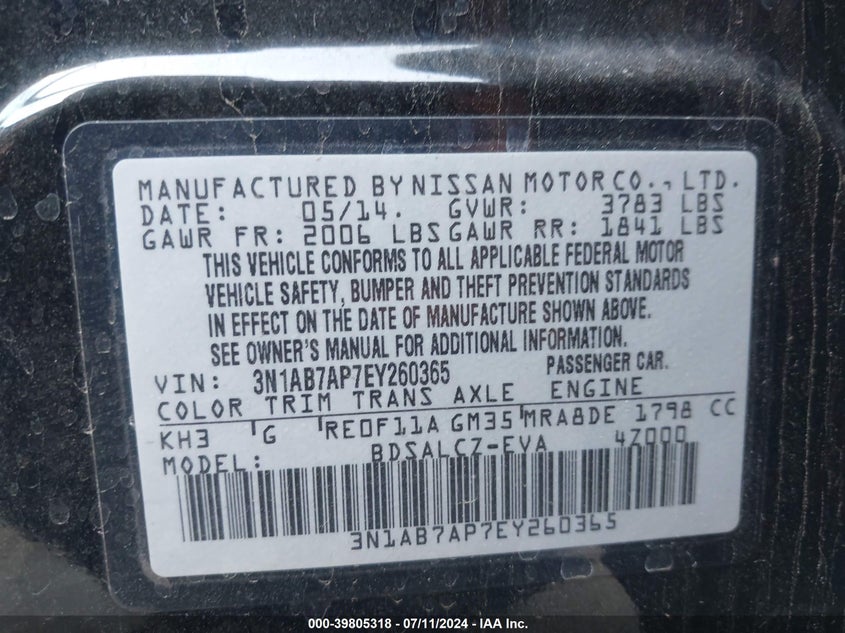 MANUFACTURED BY NISSAN MOTOR CO., LTD.
DATE: 05/14. GVWR: 3783 LBS
GAWR FR: 2006 LBS GAWR RR: 1841 LBS
THIS VEHICLE CONFORMS TO ALL APPLICABLE FEDERAL MOTOR
VEHICLE SAFETY, BUMPER AND THEFT PREVENTION STANDARDS
IN EFFECT ON THE DATE OF MANUFACTURE SHOWN ABOVE.
SEE OWNER'S MANUAL FOR ADDITIONAL INFORMATION.
VIN: 3N1AB7AP7EY260365 PASSENGER CAR.
COLOR TRIM TRANS AXLE ENGINE
KH3 G RE0F11A GM35 MRA8DE 1798 CC
MODEL: BDSALCZ-EVA 4Z000
3N1AB7AP7EY260365
000-39805318 - 07/11/2024 - IAA Inc.